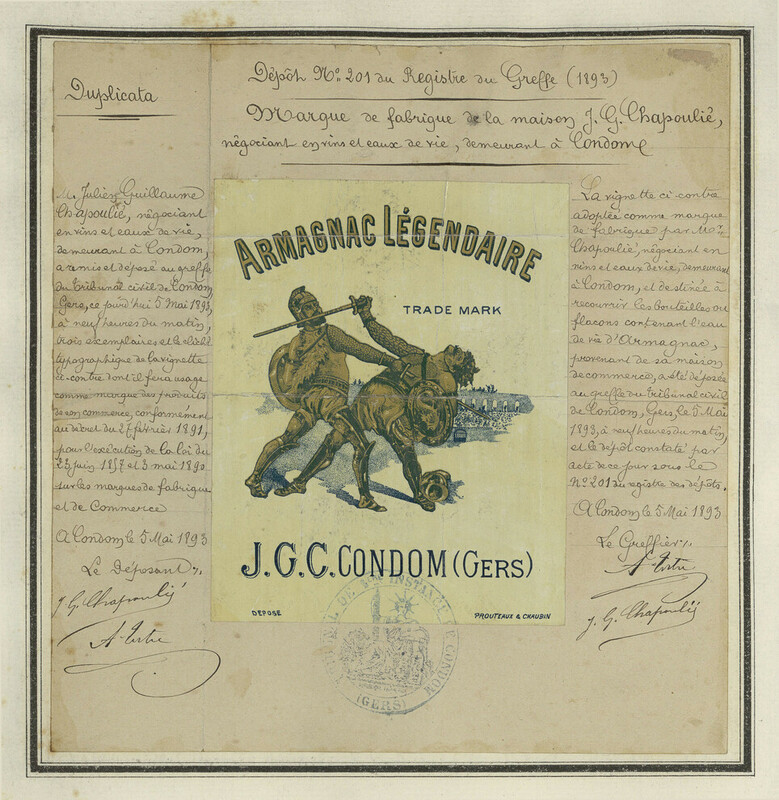 Duplicata
Dépôt No. 201 du Registre du Greffe (1893)
Marque de fabrique de la maison J. G. Chapoulié,
négociant en vins et eaux de vie, demeurant à Condom
M. Julien Guillaume
Chapoulié, négociant
en vins et eaux de vie,
demeurant à Condom,
a remis et déposé au greffe
du Tribunal civil de Condom
Gers, ce jourd'hui 5 Mai 1893,
à neuf heures du matin,
trois exemplaires et le cliché
typographique de la vignette
ci-contre dont il fera usage
comme marque des produits
de son commerce, conformément
au décret du 27 février 1891,
pour l'exécution de la loi du
23 juin 1857 et 3 mai 1890
sur les marques de fabrique
et de Commerce
A Condom le 5 Mai 1893
Le Déposant
J. G. Chapoulié
ARMAGNAC LÉGENDAIRE
TRADE MARK
J.G.C. CONDOM (GERS)
DÉPOSÉ
PROUTEAUX & CHAUBIN
TRIBUNAL DE 1ère INSTANCE DE CONDOM
(GERS)
La vignette ci-contre
adoptée comme marque
de fabrique par Mr.
Chapoulié, négociant en
vins et eaux de vie, demeurant
à Condom, et destinée à
recouvrir les bouteilles ou
flacons contenant l'eau
de vie d'Armagnac,
provenant de sa maison
de commerce, a été déposée
au greffe du tribunal civil
de Condom, Gers, le 5 Mai
1893, à neuf heures du matin,
et le dépôt constaté par
acte de ce jour sous le
No. 201 du registre des dépôts.
A Condom le 5 Mai 1893
Le Greffier
J. G. Chapoulié